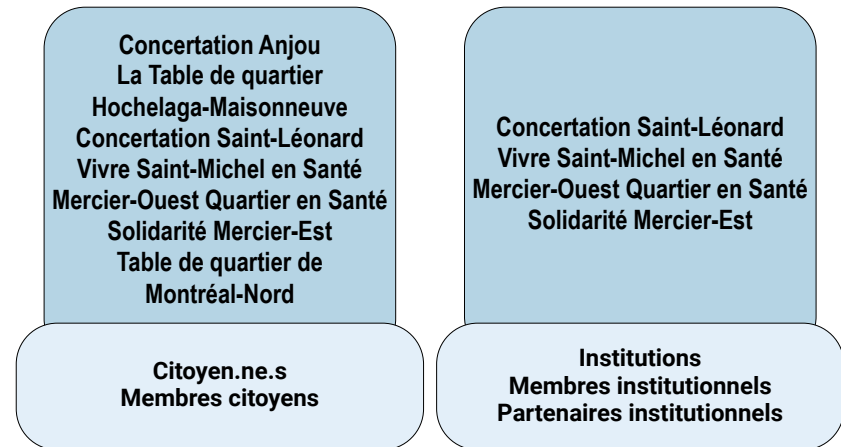 Concertation Anjou
La Table de quartier
Hochelaga-Maisonneuve
Concertation Saint-Léonard
Vivre Saint-Michel en Santé
Mercier-Ouest Quartier en Santé
Solidarité Mercier-Est
Table de quartier de
Montréal-Nord
Citoyen.ne.s
Membres citoyens
Concertation Saint-Léonard
Vivre Saint-Michel en Santé
Mercier-Ouest Quartier en Santé
Solidarité Mercier-Est
Institutions
Membres institutionnels
Partenaires institutionnels